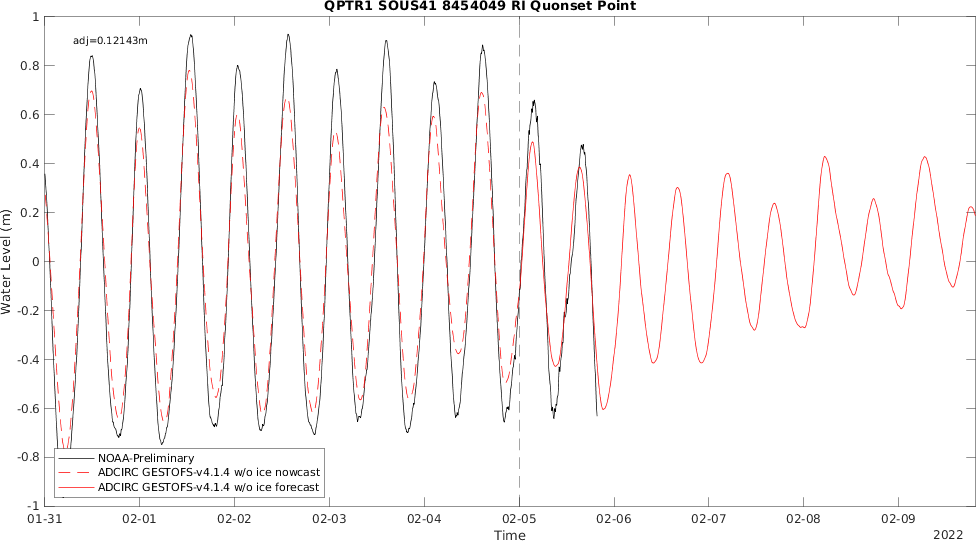 QPTR1 SOUS41 8454049 RI Quonset Point
adj=0.12143m
Water Level (m)
1
0.8
0.6
0.4
0.2
0
-0.2
-0.4
-0.6
-0.8
-1
NOAA-Preliminary
ADCIRC GESTOFS-v4.1.4 w/o ice nowcast
ADCIRC GESTOFS-v4.1.4 w/o ice forecast
01-31 02-01 02-02 02-03 02-04 02-05 02-06 02-07 02-08 02-09
Time
2022